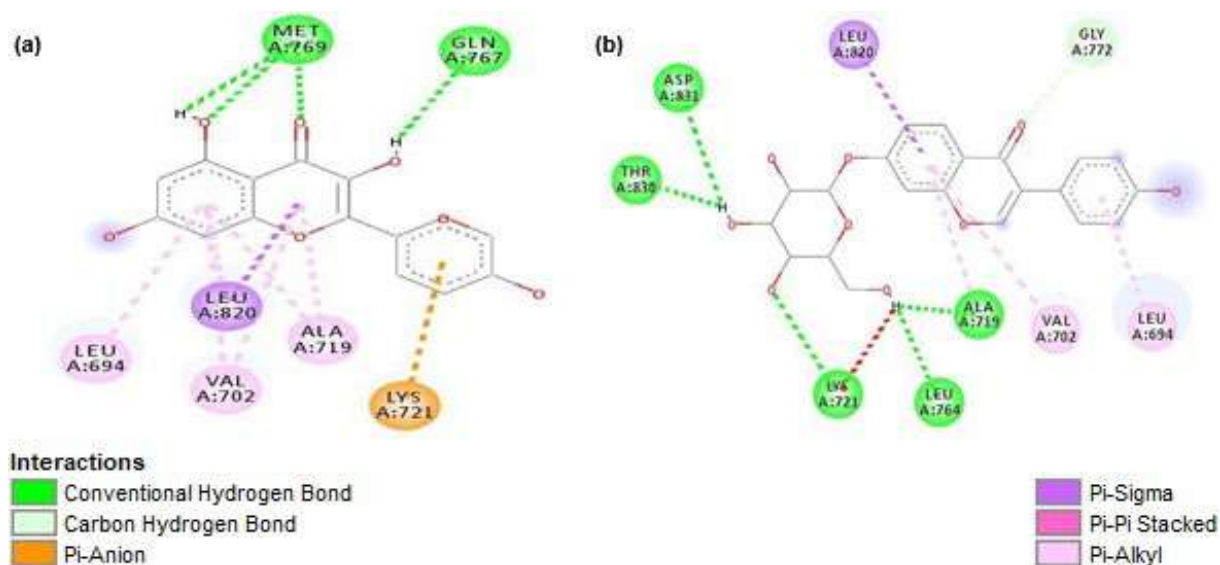 (a)
MET
A:769
GLN
A:767
H
O
O
H
O
O
O
O
O
LEU
A:820
ALA
A:719
LEU
A:694
VAL
A:702
LYS
A:721
(b)
LEU
A:820
GLY
A:772
ASP
A:831
THR
A:830
O
O
O
H
O
O
O
O
O
O
H
ALA
A:719
VAL
A:702
LEU
A:694
LYS
A:721
LEU
A:764
Interactions
Conventional Hydrogen Bond
Carbon Hydrogen Bond
Pi-Anion
Pi-Sigma
Pi-Pi Stacked
Pi-Alkyl